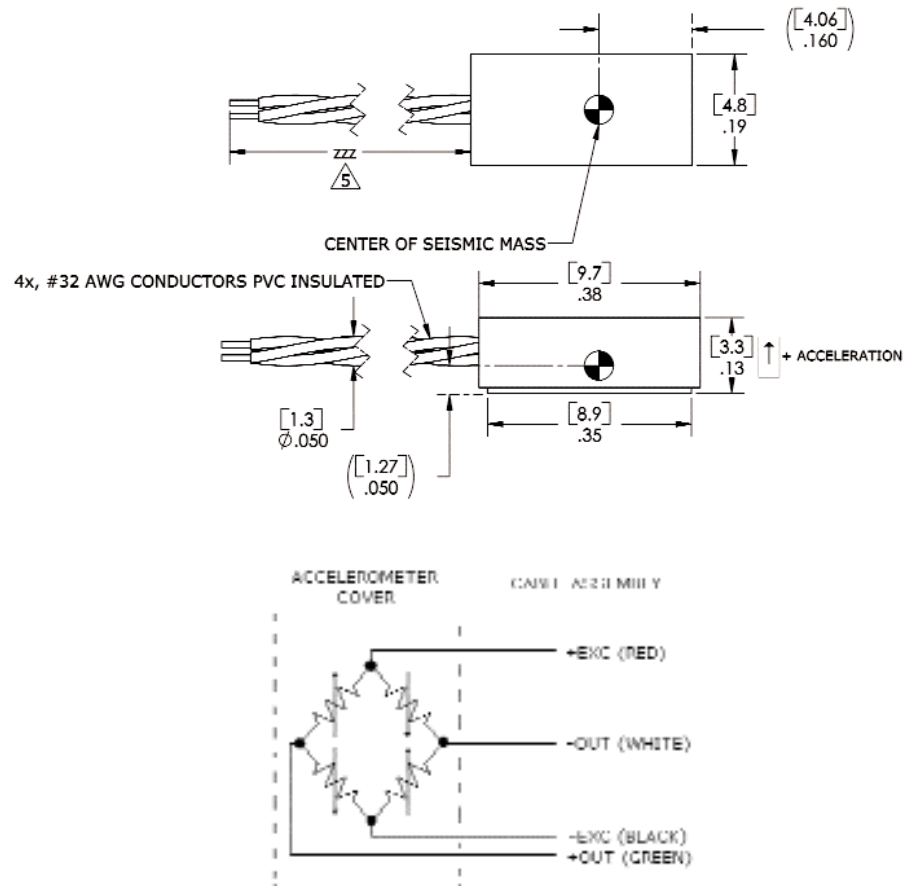 ([4.06])
(.160)
[4.8]
.19
zzz
5
CENTER OF SEISMIC MASS
4x, #32 AWG CONDUCTORS PVC INSULATED
[9.7]
.38
[3.3]
.13
↑ + ACCELERATION
[1.3]
Ø.050
[8.9]
.35
([1.27])
(.050)
ACCELEROMETER
COVER
CABLE ASSEMBLY
+EXC (RED)
-OUT (WHITE)
-EXC (BLACK)
+OUT (GREEN)